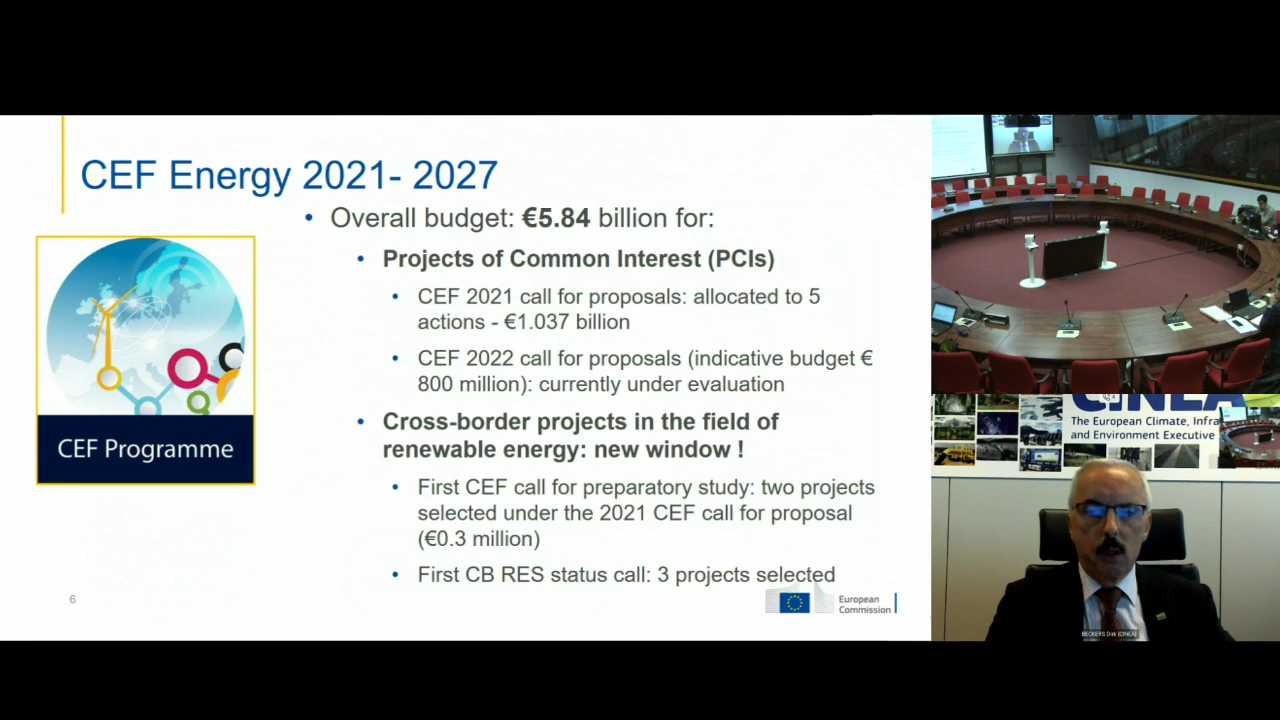 CEF Energy 2021- 2027
• Overall budget: €5.84 billion for:
• Projects of Common Interest (PCIs)
• CEF 2021 call for proposals: allocated to 5
actions - €1.037 billion
• CEF 2022 call for proposals (indicative budget €
800 million): currently under evaluation
• Cross-border projects in the field of
renewable energy: new window !
• First CEF call for preparatory study: two projects
selected under the 2021 CEF call for proposal
(€0.3 million)
• First CB RES status call: 3 projects selected
CEF Programme
6
European
Commission
CINEA
The European Climate, Infra
and Environment Executive
BECKERS Dirk (CINEA)